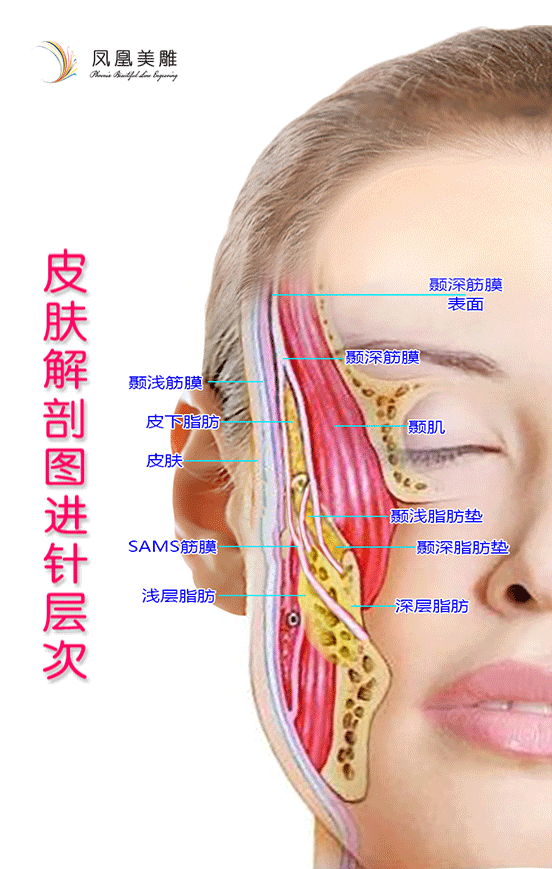 凤凰美雕
Phoenix Beautiful Line Engraving
皮肤解剖图进针层次
颞深筋膜
表面
颞深筋膜
颞浅筋膜
皮下脂肪
颞肌
皮肤
颞浅脂肪垫
SAMS筋膜
颞深脂肪垫
浅层脂肪
深层脂肪